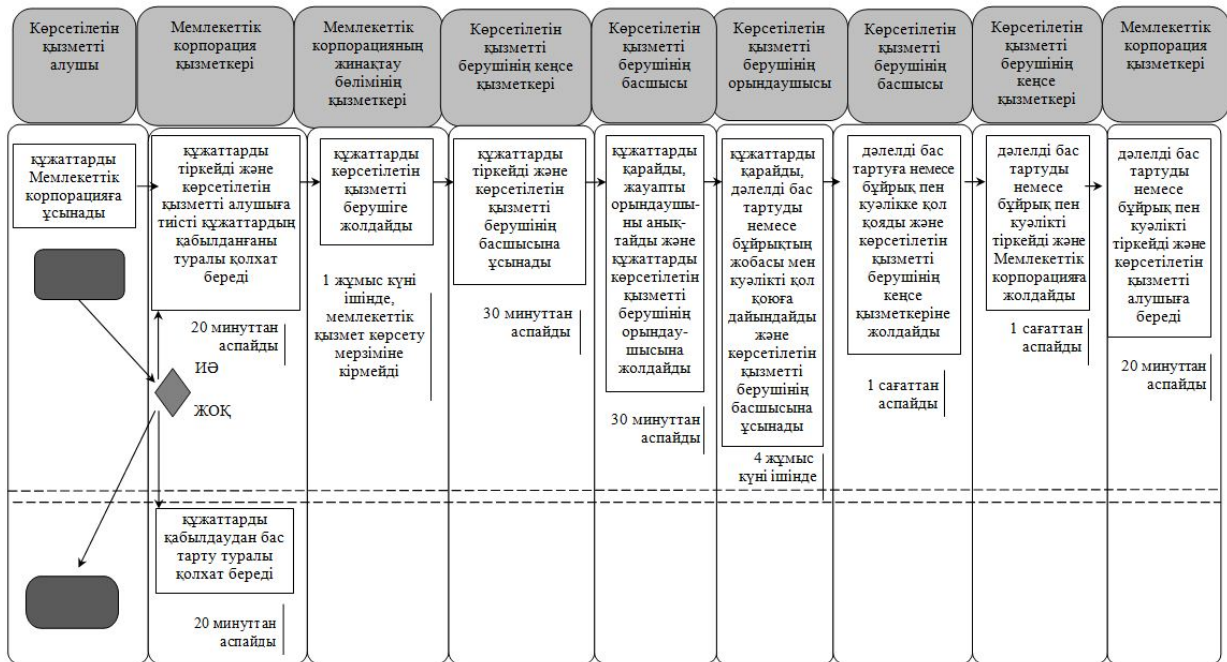 Көрсетілетін
қызметті
алушы
Мемлекеттік
корпорация
қызметкері
Мемлекеттік
корпорацияның
жинақтау
бөлімінің
қызметкері
Көрсетілетін
қызметті
берушінің кеңсе
қызметкері
Көрсетілетін
қызметті
берушінің
басшысы
Көрсетілетін
қызметті
берушінің
орындаушысы
Көрсетілетін
қызметті
берушінің
басшысы
Көрсетілетін
қызметті
берушінің
кеңсе
қызметкері
Мемлекеттік
корпорация
қызметкері
құжаттарды
Мемлекеттік
корпорацияға
ұсынады
құжаттарды
тіркейді және
көрсетілетін
қызметті алушыға
тиісті құжаттардың
қабылданғаны
туралы қолхат
береді
20 минуттан
аспайды
ИӘ
ЖОҚ
құжаттарды
қабылдаудан бас
тарту туралы
қолхат береді
20 минуттан
аспайды
құжаттарды
көрсетілетін
қызметті
берушіге
жолдайды
1 жұмыс күні
ішінде,
мемлекеттік
қызмет көрсету
мерзіміне
кірмейді
құжаттарды
тіркейді және
көрсетілетін
қызметті
берушінің
басшысына
ұсынады
30 минуттан
аспайды
құжаттарды
қарайды,
жауапты
орындаушы-
ны анық-
тайды және
құжаттарды
көрсетілетін
қызметті
берушінің
орындау-
шысына
жолдайды
30 минуттан
аспайды
құжаттарды
қарайды,
дәлелді бас
тартуды
немесе
бұйрықтың
жобасы мен
куәлікті қол
қоюға
дайындайды
және
көрсетілетін
қызметті
берушінің
басшысына
ұсынады
4 жұмыс
күні ішінде
дәлелді бас
тартуға немесе
бұйрық пен
куәлікке қол
қояды және
көрсетілетін
қызметті
берушінің
кеңсе
қызметкеріне
жолдайды
1 сағаттан
аспайды
дәлелді бас
тартуды
немесе
бұйрық пен
куәлікті
тіркейді және
Мемлекеттік
корпорацияға
жолдайды
1 сағаттан
аспайды
дәлелді бас
тартуды
немесе
бұйрық пен
куәлікті
тіркейді және
көрсетілетін
қызметті
алушыға
береді
20 минуттан
аспайды